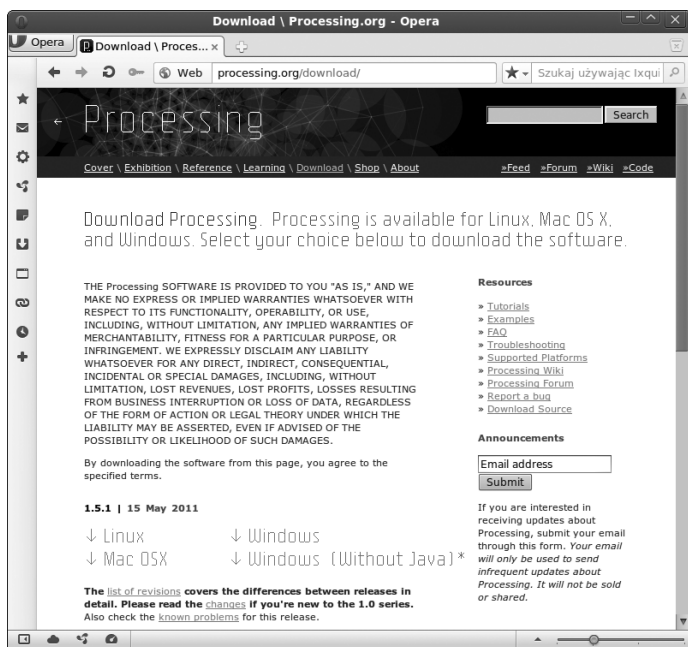 Download \ Processing.org - Opera
Opera
Download \ Proces...
Web
processing.org/download/
Szukaj używając Ixqui
Processing
Search
Cover \ Exhibition \ Reference \ Learning \ Download \ Shop \ About
»Feed »Forum »Wiki »Code
Download Processing. Processing is available for Linux, Mac OS X,
and Windows. Select your choice below to download the software.
THE Processing SOFTWARE IS PROVIDED TO YOU "AS IS," AND WE
MAKE NO EXPRESS OR IMPLIED WARRANTIES WHATSOEVER WITH
RESPECT TO ITS FUNCTIONALITY, OPERABILITY, OR USE,
INCLUDING, WITHOUT LIMITATION, ANY IMPLIED WARRANTIES OF
MERCHANTABILITY, FITNESS FOR A PARTICULAR PURPOSE, OR
INFRINGEMENT. WE EXPRESSLY DISCLAIM ANY LIABILITY
WHATSOEVER FOR ANY DIRECT, INDIRECT, CONSEQUENTIAL,
INCIDENTAL OR SPECIAL DAMAGES, INCLUDING, WITHOUT
LIMITATION, LOST REVENUES, LOST PROFITS, LOSSES RESULTING
FROM BUSINESS INTERRUPTION OR LOSS OF DATA, REGARDLESS
OF THE FORM OF ACTION OR LEGAL THEORY UNDER WHICH THE
LIABILITY MAY BE ASSERTED, EVEN IF ADVISED OF THE
POSSIBILITY OR LIKELIHOOD OF SUCH DAMAGES.
By downloading the software from this page, you agree to the
specified terms.
1.5.1 | 15 May 2011
↓ Linux
↓ Windows
↓ Mac OSX
↓ Windows (Without Java)*
The list of revisions covers the differences between releases in
detail. Please read the changes if you're new to the 1.0 series.
Also check the known problems for this release.
Resources
» Tutorials
» Examples
» FAQ
» Troubleshooting
» Supported Platforms
» Processing Wiki
» Processing Forum
» Report a bug
» Download Source
Announcements
Email address
Submit
If you are interested in
receiving updates about
Processing, submit your email
through this form. Your email
will only be used to send
infrequent updates about
Processing. It will not be sold
or shared.